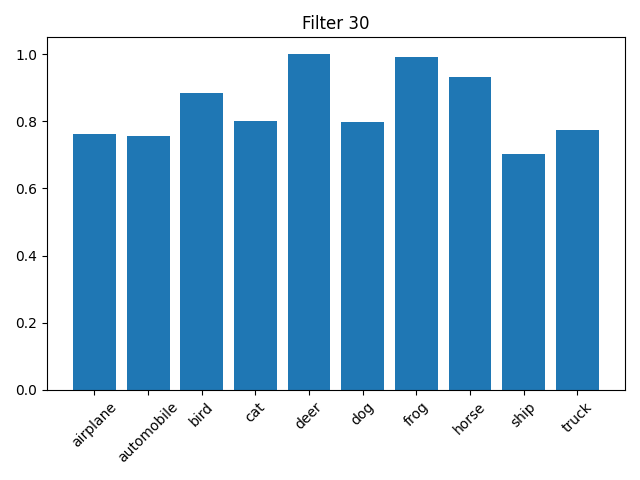 Filter 30
1.0
0.8
0.6
0.4
0.2
0.0
airplane
automobile
bird
cat
deer
dog
frog
horse
ship
truck